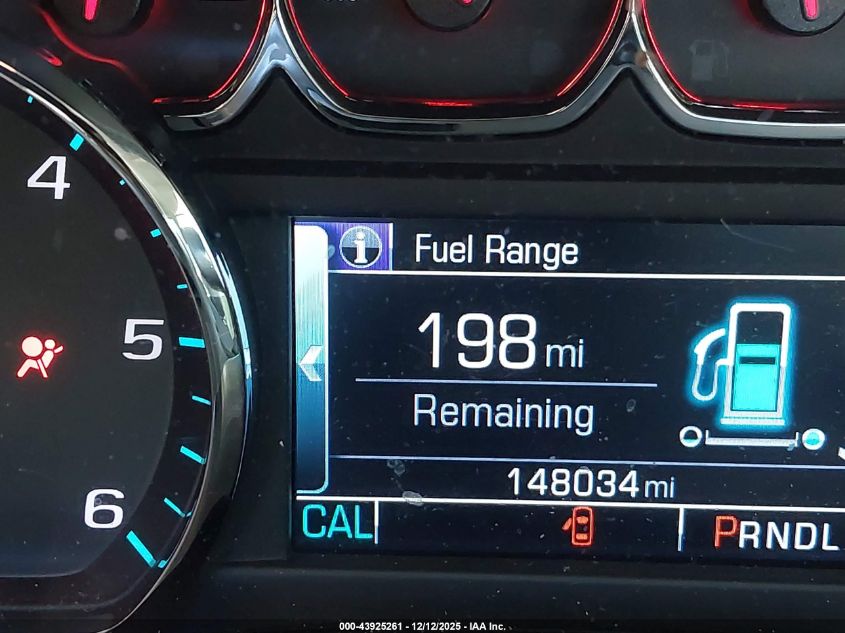 4
5
6
i Fuel Range
198 mi
Remaining
148034 mi
CAL
PRNDL
000-43925261 - 12/12/2025 - IAA Inc.